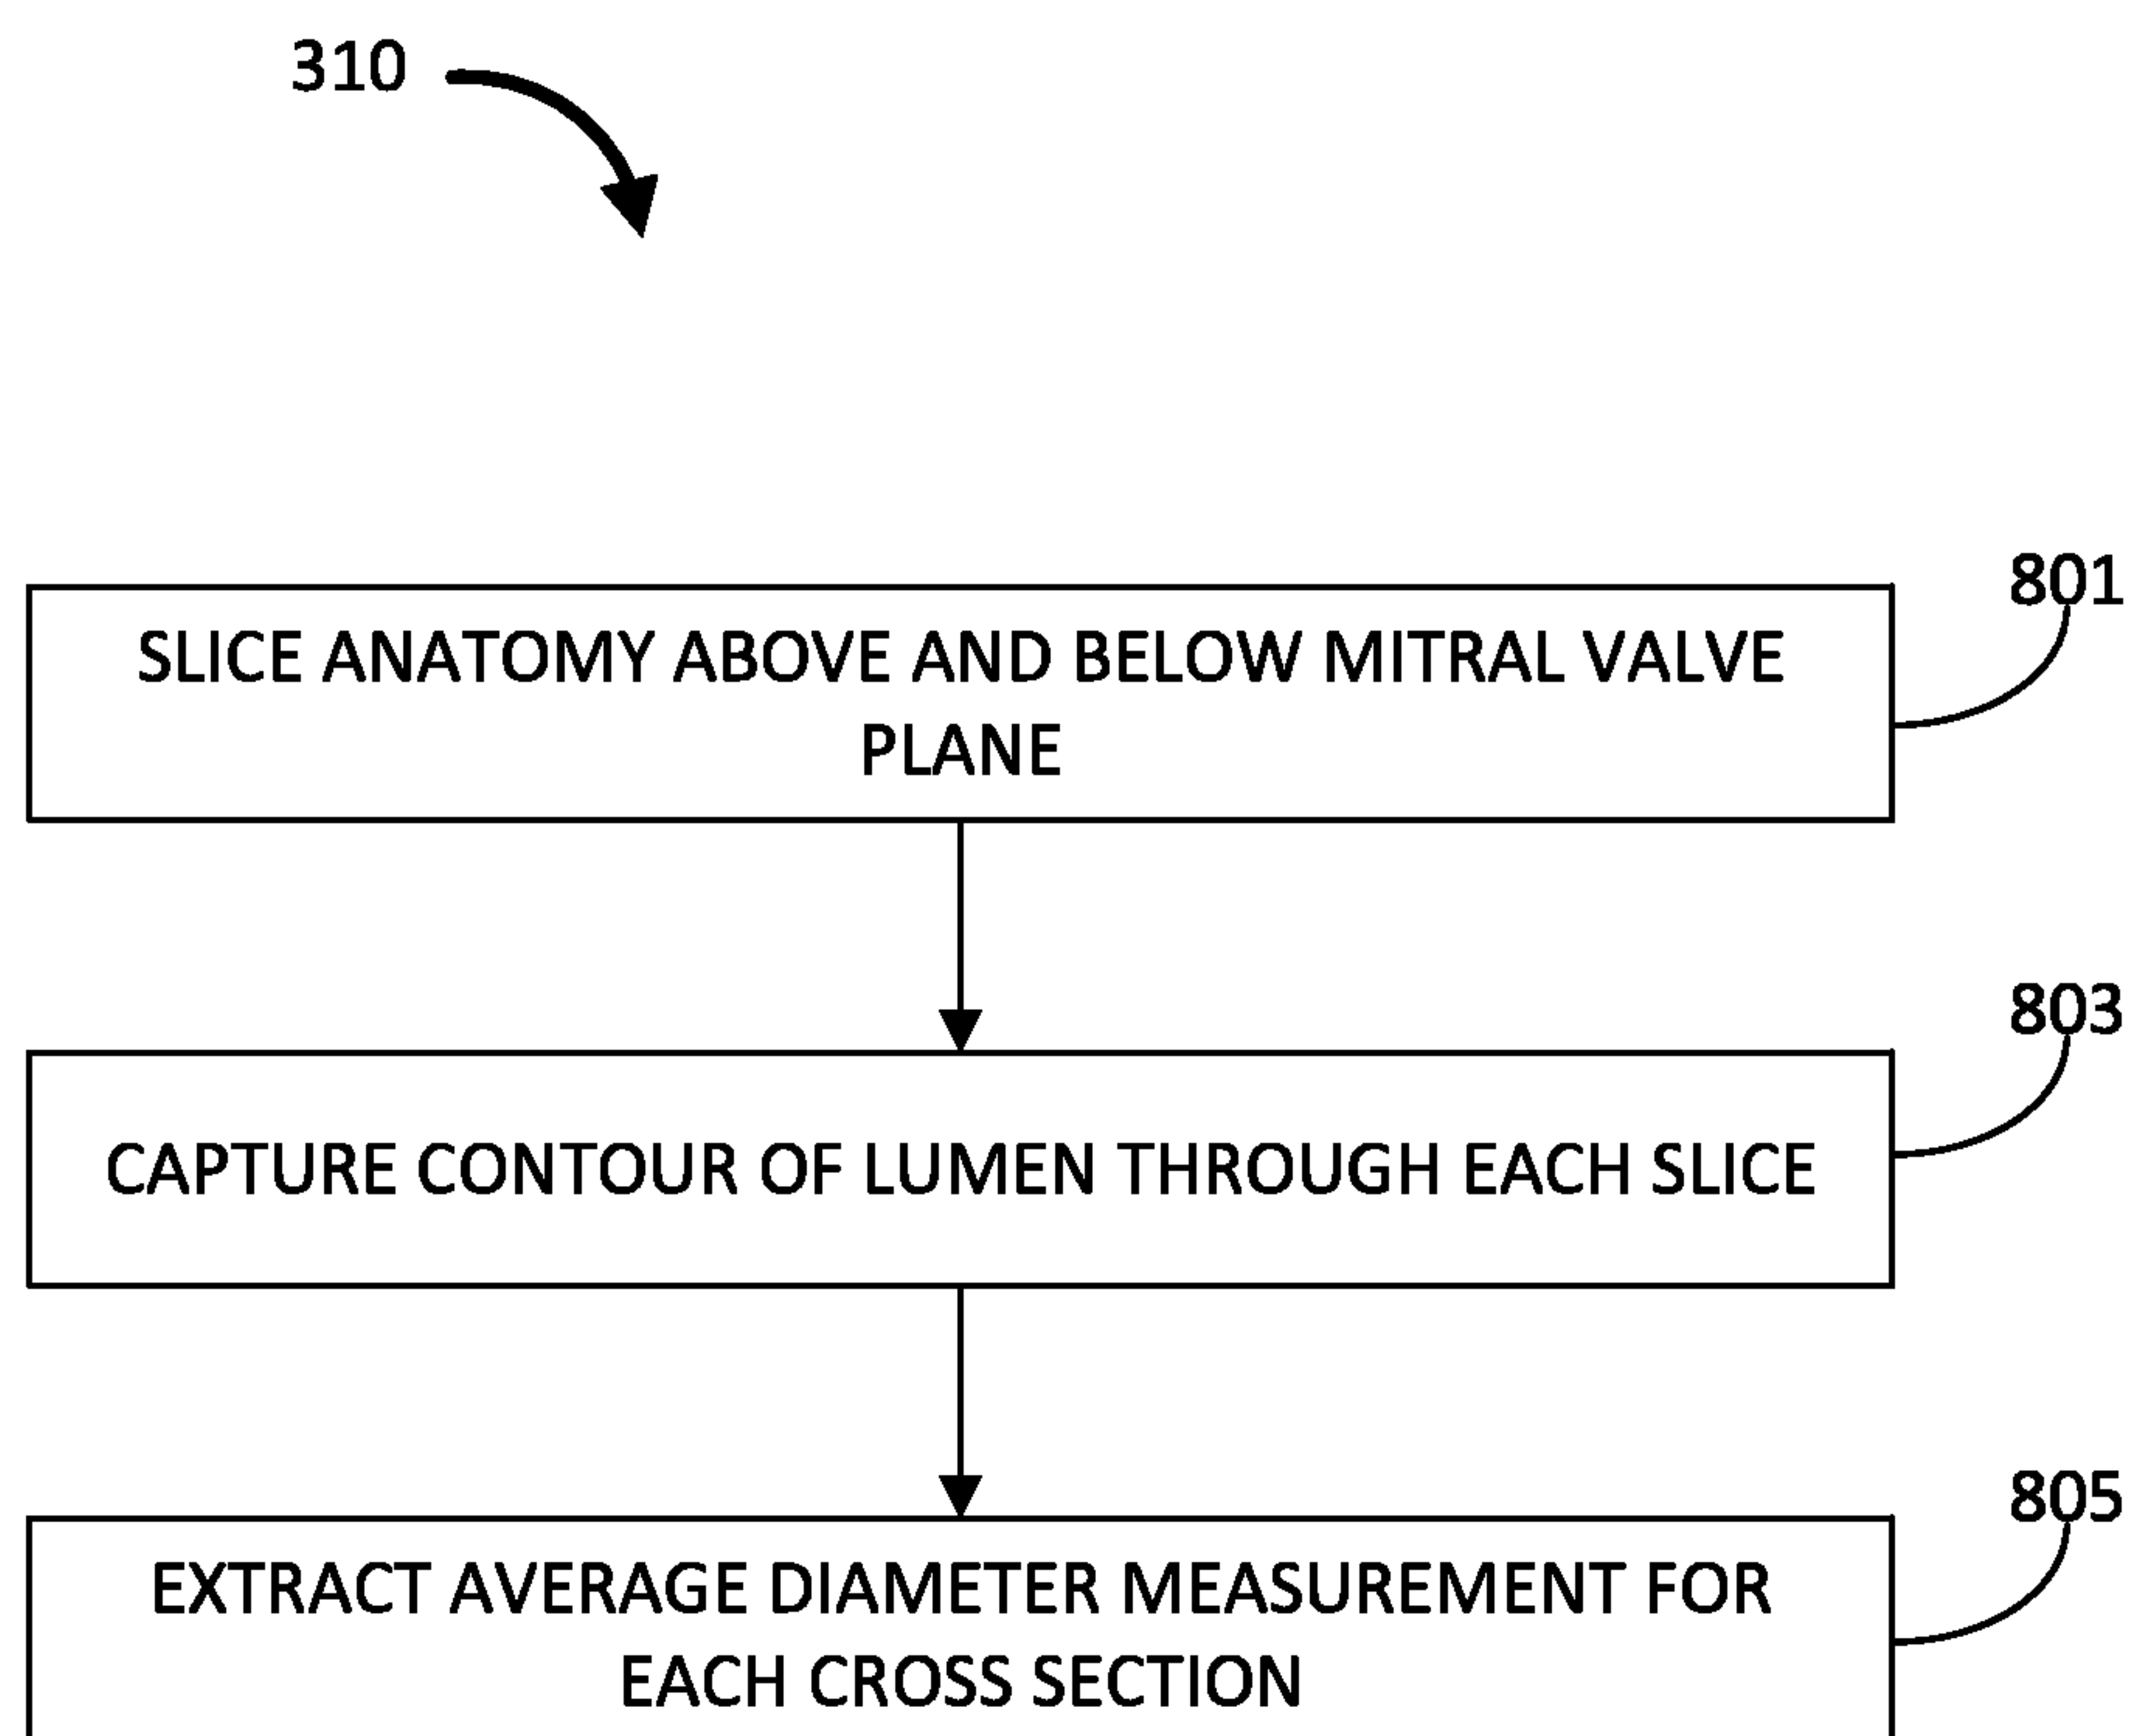 310
801
SLICE ANATOMY ABOVE AND BELOW MITRAL VALVE
PLANE
803
CAPTURE CONTOUR OF LUMEN THROUGH EACH SLICE
805
EXTRACT AVERAGE DIAMETER MEASUREMENT FOR
EACH CROSS SECTION